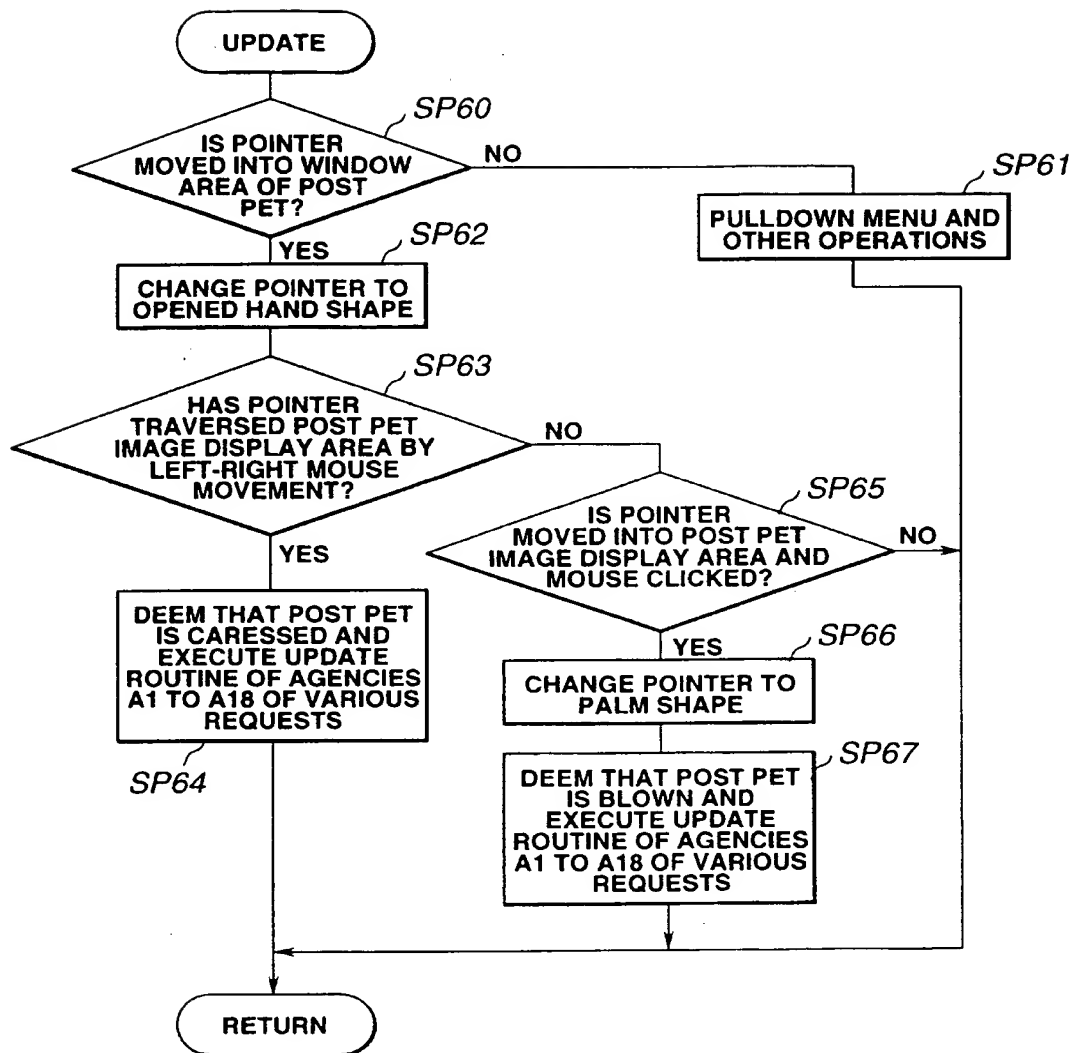 UPDATE
SP60
IS POINTER
MOVED INTO WINDOW
AREA OF POST
PET?
NO
SP61
PULLDOWN MENU AND
OTHER OPERATIONS
YES
SP62
CHANGE POINTER TO
OPENED HAND SHAPE
SP63
HAS POINTER
TRAVERSED POST PET
IMAGE DISPLAY AREA BY
LEFT-RIGHT MOUSE
MOVEMENT?
NO
SP65
IS POINTER
MOVED INTO POST PET
IMAGE DISPLAY AREA AND
MOUSE CLICKED?
NO
YES
DEEM THAT POST PET
IS CARESSED AND
EXECUTE UPDATE
ROUTINE OF AGENCIES
A1 TO A18 OF VARIOUS
REQUESTS
SP64
YES
SP66
CHANGE POINTER TO
PALM SHAPE
SP67
DEEM THAT POST PET
IS BLOWN AND
EXECUTE UPDATE
ROUTINE OF AGENCIES
A1 TO A18 OF VARIOUS
REQUESTS
RETURN